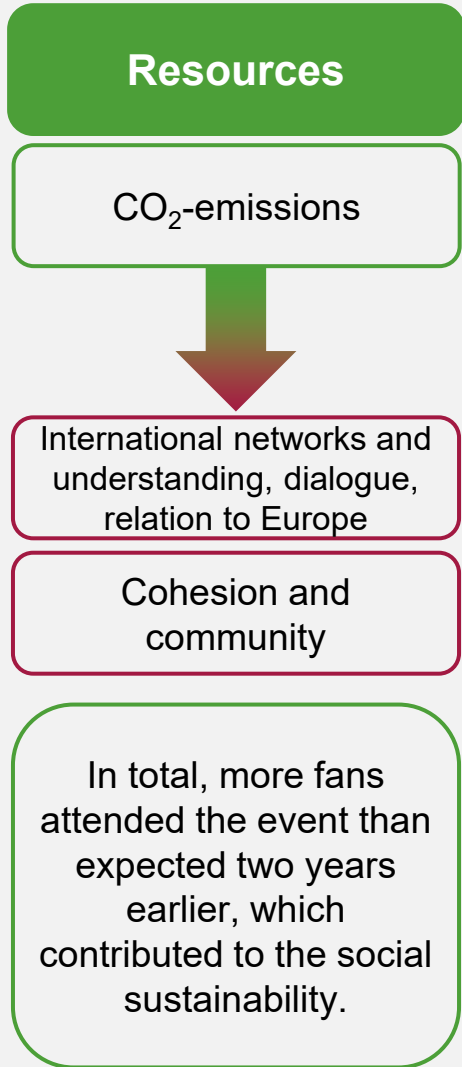 Resources
CO₂-emissions
International networks and
understanding, dialogue,
relation to Europe
Cohesion and
community
In total, more fans
attended the event than
expected two years
earlier, which
contributed to the social
sustainability.